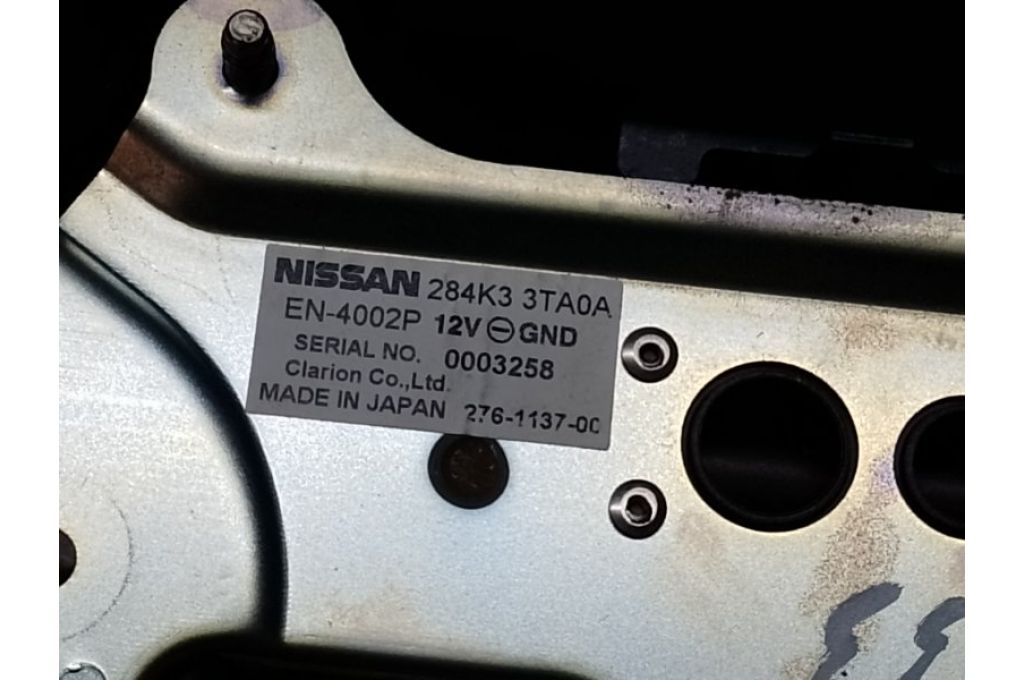 NISSAN 284K3 3TA0A
EN-4002P 12V⊖GND
SERIAL NO. 0003258
Clarion Co.,Ltd.
MADE IN JAPAN 276-1137-00